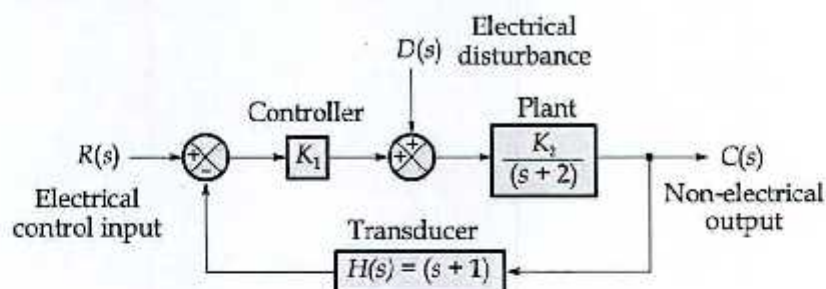 Electrical
disturbance
D(s)
Controller
Plant
R(s)
+
−
K₁
+
+
K₂
(s + 2)
C(s)
Electrical
control input
Non-electrical
output
Transducer
H(s) = (s + 1)